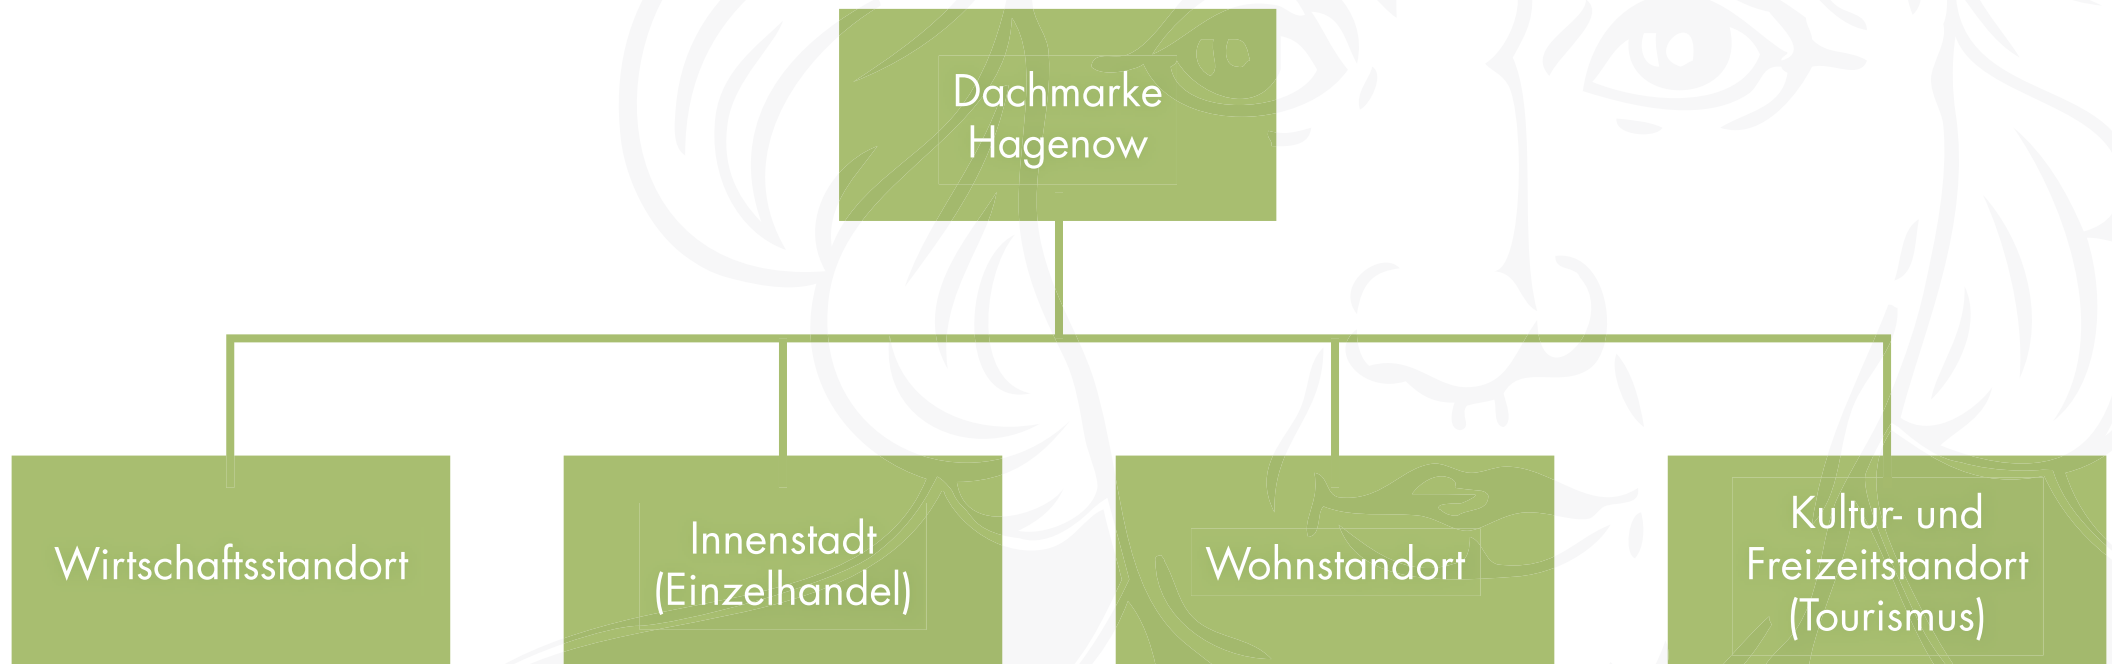 Dachmarke
Hagenow
Wirtschaftsstandort
Innenstadt
(Einzelhandel)
Wohnstandort
Kultur- und
Freizeitstandort
(Tourismus)